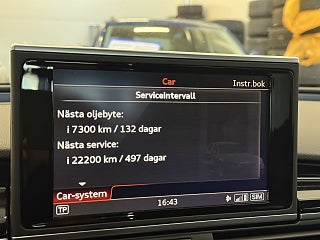 Car
Instr.bok
Serviceintervall
Nästa oljebyte:
i 7300 km / 132 dagar
Nästa service:
i 22200 km / 497 dagar
Car-system
TP
16:43
SIM